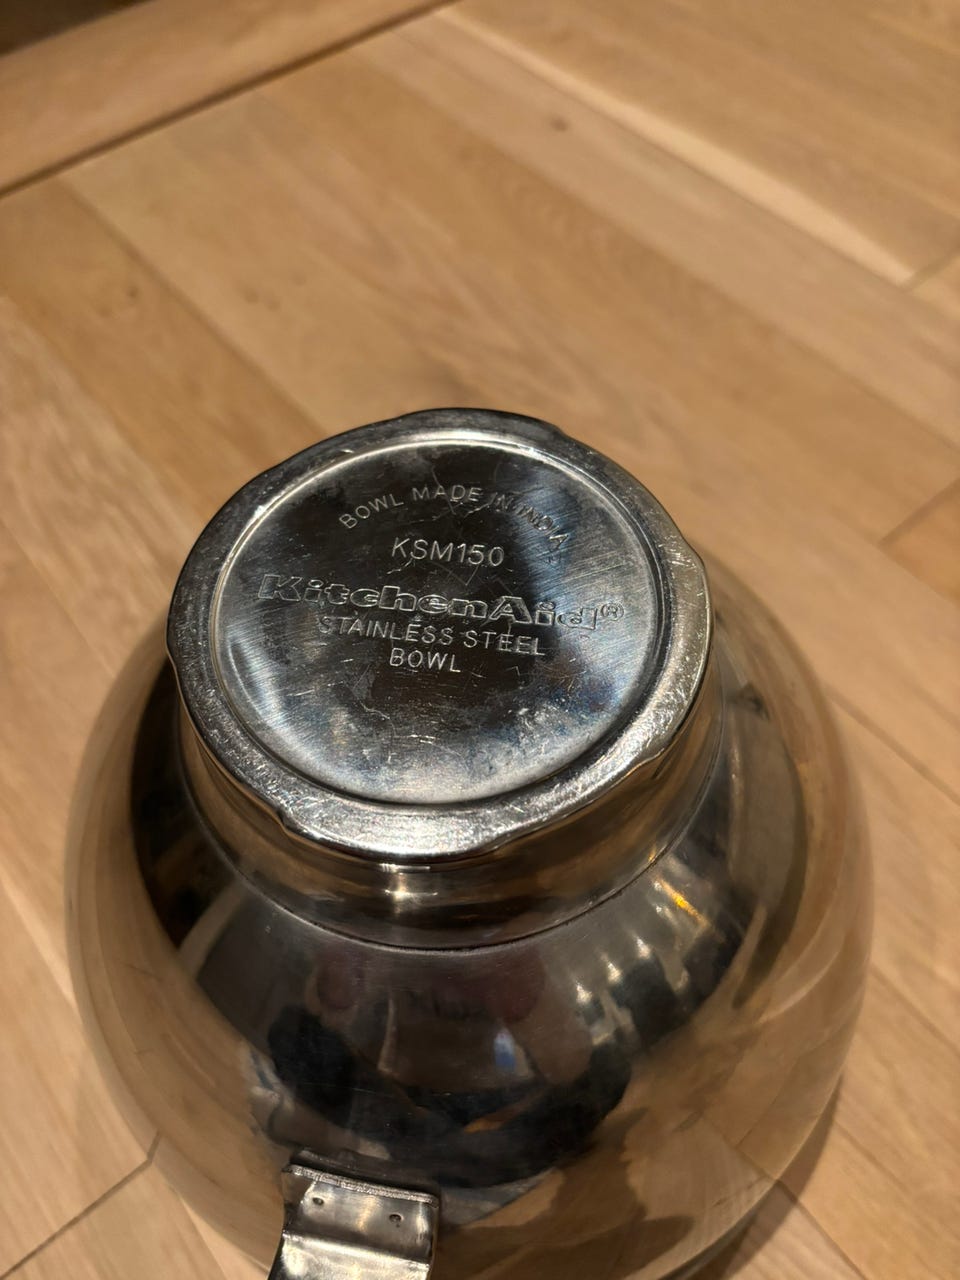 BOWL MADE IN INDIA
KSM150
KitchenAid®
STAINLESS STEEL
BOWL